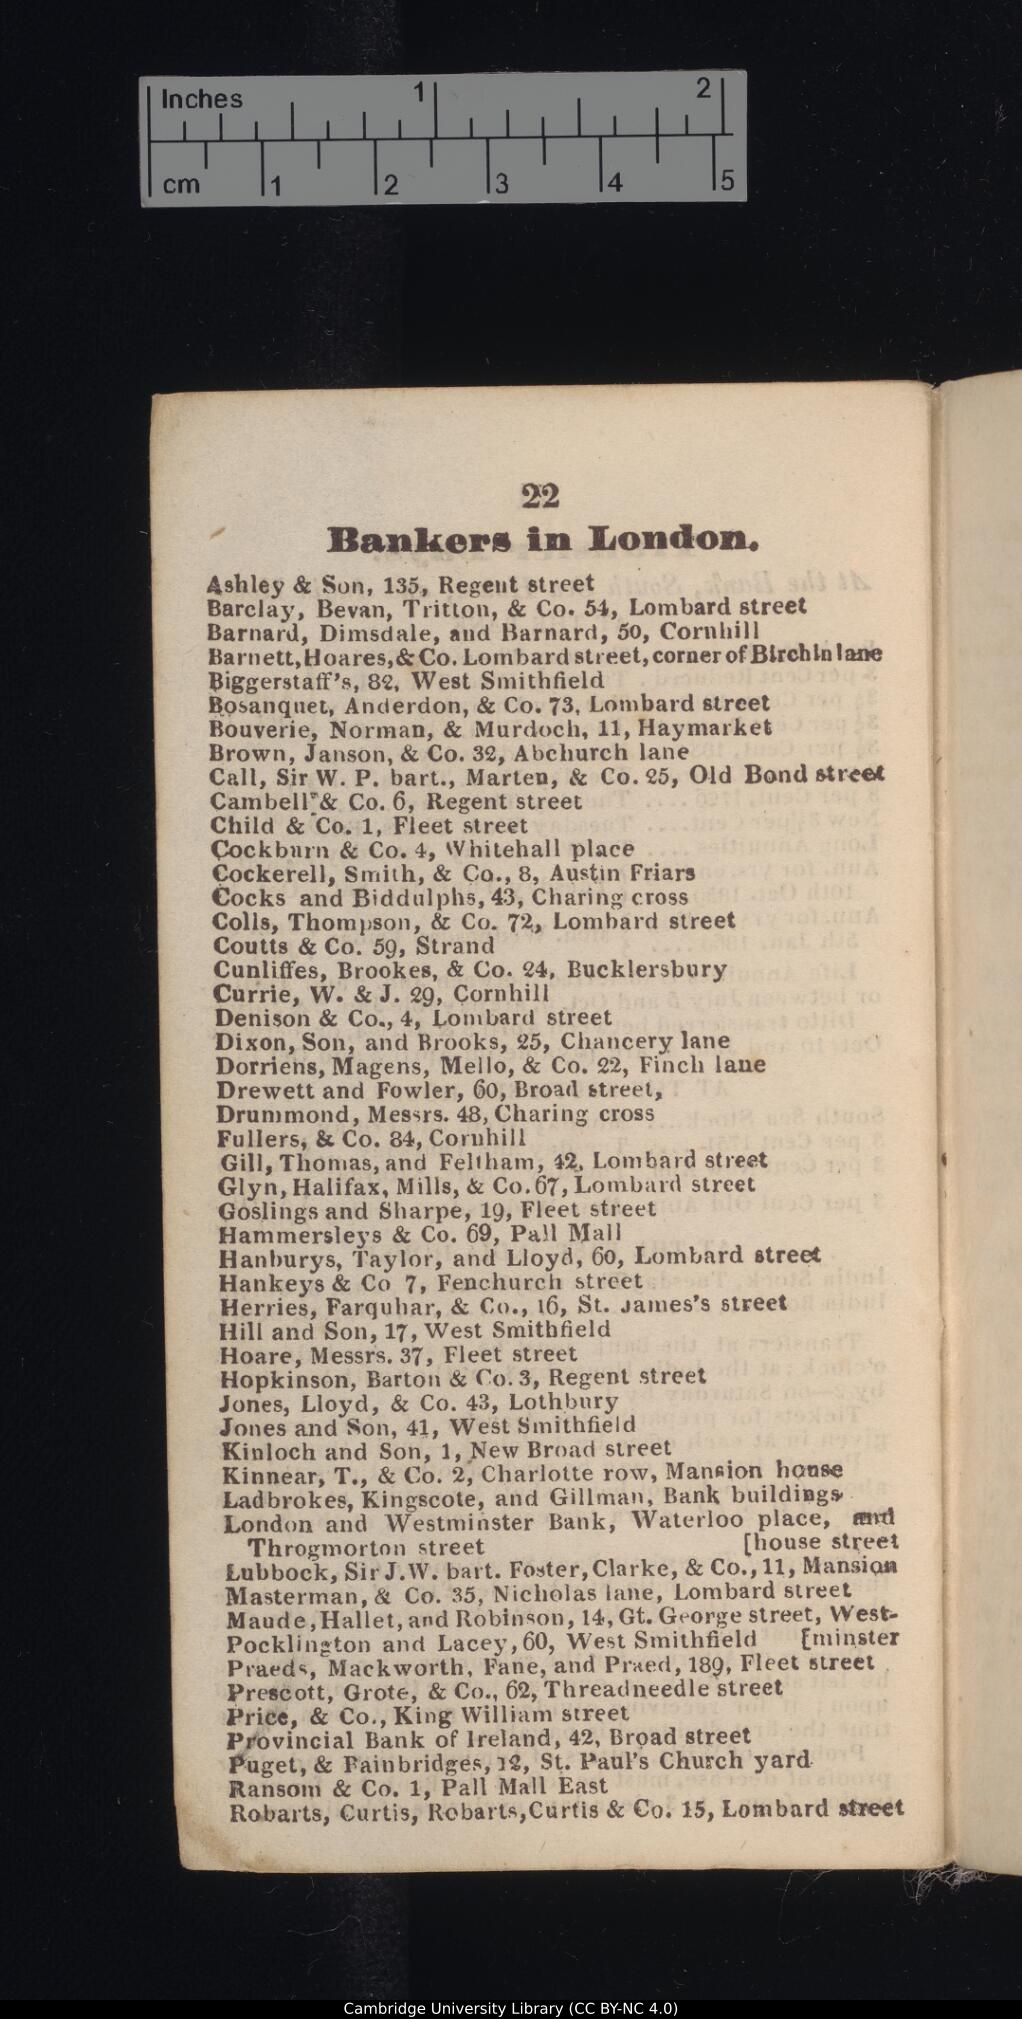 Inches 1 2
cm 1 2 3 4 5
22
Bankers in London.
Ashley & Son, 135, Regent street
Barclay, Bevan, Tritton, & Co. 54, Lombard street
Barnard, Dimsdale, and Barnard, 50, Cornhill
Barnett, Hoares, & Co. Lombard street, corner of Birchin lane
Biggerstaff's, 82, West Smithfield
Bosanquet, Anderdon, & Co. 73, Lombard street
Bouverie, Norman, & Murdoch, 11, Haymarket
Brown, Janson, & Co. 32, Abchurch lane
Call, Sir W. P. bart., Marten, & Co. 25, Old Bond street
Cambell & Co. 6, Regent street
Child & Co. 1, Fleet street
Cockburn & Co. 4, Whitehall place
Cockerell, Smith, & Co., 8, Austin Friars
Cocks and Biddulphs, 43, Charing cross
Colls, Thompson, & Co. 72, Lombard street
Coutts & Co. 59, Strand
Cunliffes, Brookes, & Co. 24, Bucklersbury
Currie, W. & J. 29, Cornhill
Denison & Co., 4, Lombard street
Dixon, Son, and Brooks, 25, Chancery lane
Dorriens, Magens, Mello, & Co. 22, Finch lane
Drewett and Fowler, 60, Broad street,
Drummond, Messrs. 48, Charing cross
Fullers, & Co. 84, Cornhill
Gill, Thomas, and Feltham, 42, Lombard street
Glyn, Halifax, Mills, & Co. 67, Lombard street
Goslings and Sharpe, 19, Fleet street
Hammersleys & Co. 69, Pall Mall
Hanburys, Taylor, and Lloyd, 60, Lombard street
Hankeys & Co 7, Fenchurch street
Herries, Farquhar, & Co., 16, St. James's street
Hill and Son, 17, West Smithfield
Hoare, Messrs. 37, Fleet street
Hopkinson, Barton & Co. 3, Regent street
Jones, Lloyd, & Co. 43, Lothbury
Jones and Son, 41, West Smithfield
Kinloch and Son, 1, New Broad street
Kinnear, T., & Co. 2, Charlotte row, Mansion house
Ladbrokes, Kingscote, and Gillman, Bank buildings
London and Westminster Bank, Waterloo place, and
Throgmorton street [house street
Lubbock, Sir J.W. bart. Foster, Clarke, & Co., 11, Mansion
Masterman, & Co. 35, Nicholas lane, Lombard street
Maude, Hallet, and Robinson, 14, Gt. George street, West-
Pocklington and Lacey, 60, West Smithfield [minster
Praeds, Mackworth, Fane, and Praed, 189, Fleet street
Prescott, Grote, & Co., 62, Threadneedle street
Price, & Co., King William street
Provincial Bank of Ireland, 42, Broad street
Puget, & Bainbridges, 12, St. Paul's Church yard
Ransom & Co. 1, Pall Mall East
Robarts, Curtis, Robarts, Curtis & Co. 15, Lombard street
Cambridge University Library (CC BY-NC 4.0)